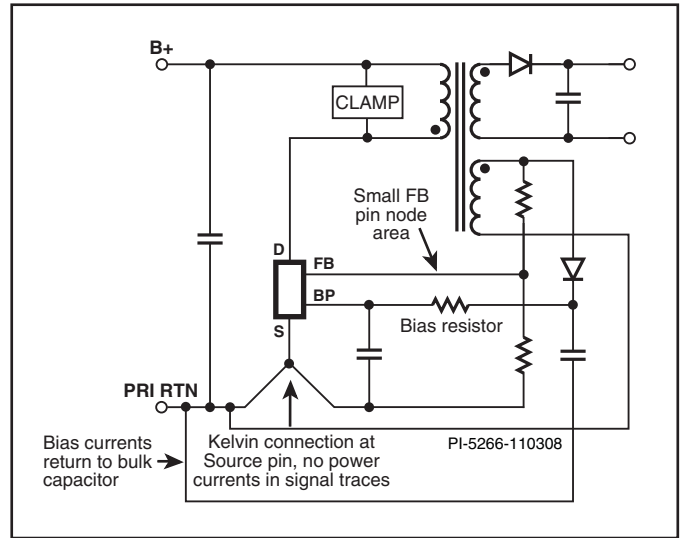 B+
CLAMP
Small FB
pin node
area
D
FB
BP
Bias resistor
S
PRI RTN
PI-5266-110308
Bias currents
return to bulk
capacitor
Kelvin connection at
Source pin, no power
currents in signal traces